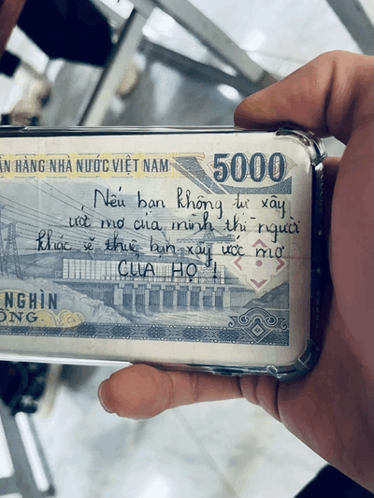 ÂN HÀNG NHÀ NƯỚC VIỆT NAM 5000
Nếu bạn không tự xây
ước mơ của mình thì người
khác sẽ thuê bạn xây ước mơ
CỦA HỌ !
NGHÌN
ỒNG